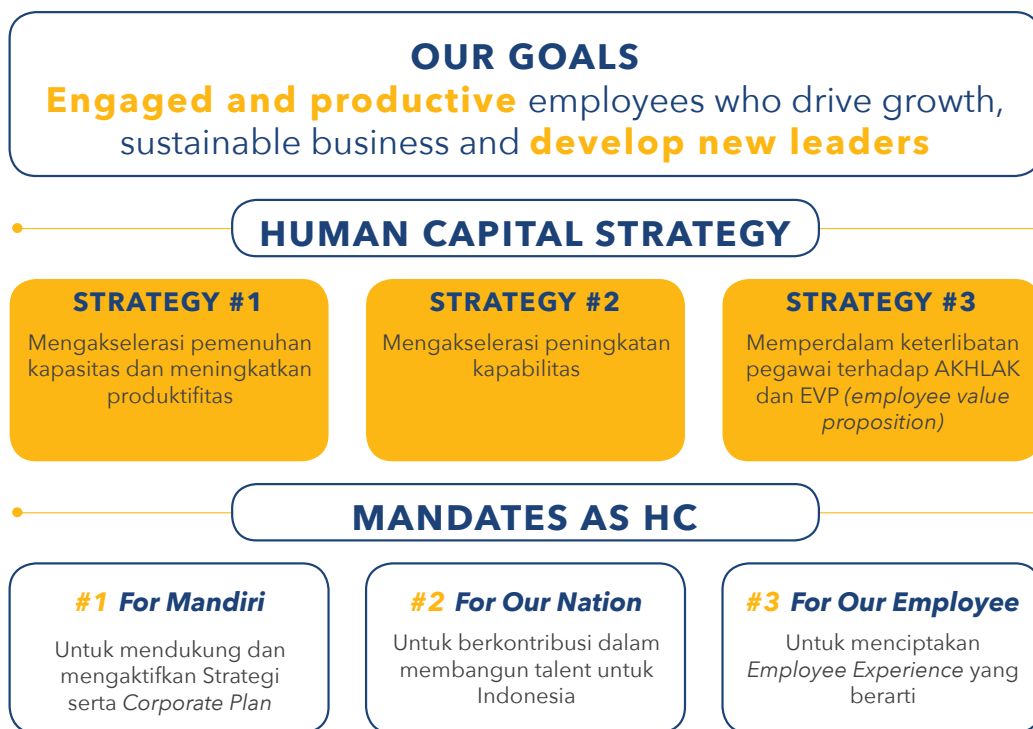 OUR GOALS
Engaged and productive employees who drive growth,
sustainable business and develop new leaders
HUMAN CAPITAL STRATEGY
STRATEGY #1
Mengakselerasi pemenuhan
kapasitas dan meningkatkan
produktifitas
STRATEGY #2
Mengakselerasi peningkatan
kapabilitas
STRATEGY #3
Memperdalam keterlibatan
pegawai terhadap AKHLAK
dan EVP (employee value
proposition)
MANDATES AS HC
#1 For Mandiri
Untuk mendukung dan
mengaktifkan Strategi
serta Corporate Plan
#2 For Our Nation
Untuk berkontribusi dalam
membangun talent untuk
Indonesia
#3 For Our Employee
Untuk menciptakan
Employee Experience yang
berarti